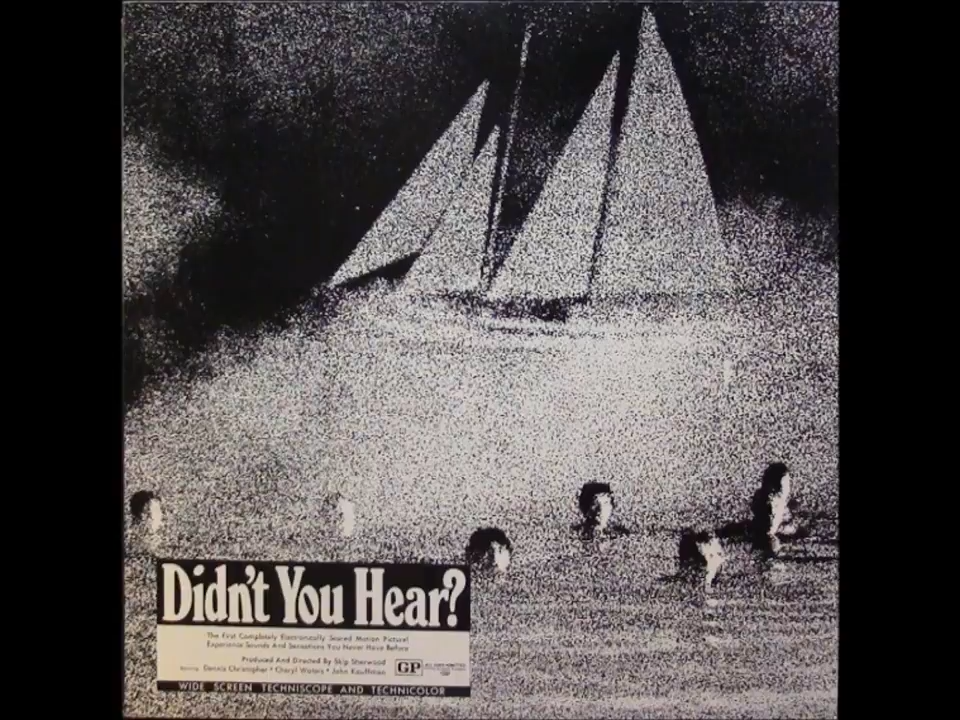 Didn't You Hear?
The First Completely Electronically Scored Motion Picture!
Experience Sounds And Sensations You Never Have Before
Produced And Directed By Skip Sherwood
Starring Dennis Christopher • Cheryl Waters • John Kauffman
GP
WIDE SCREEN TECHNISCOPE AND TECHNICOLOR